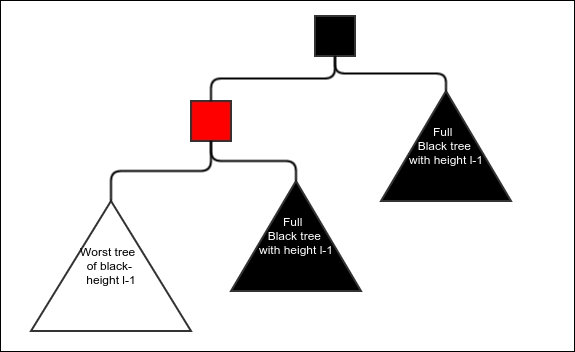 Full
Black tree
with height l-1
Full
Black tree
with height l-1
Worst tree
of black-
height l-1